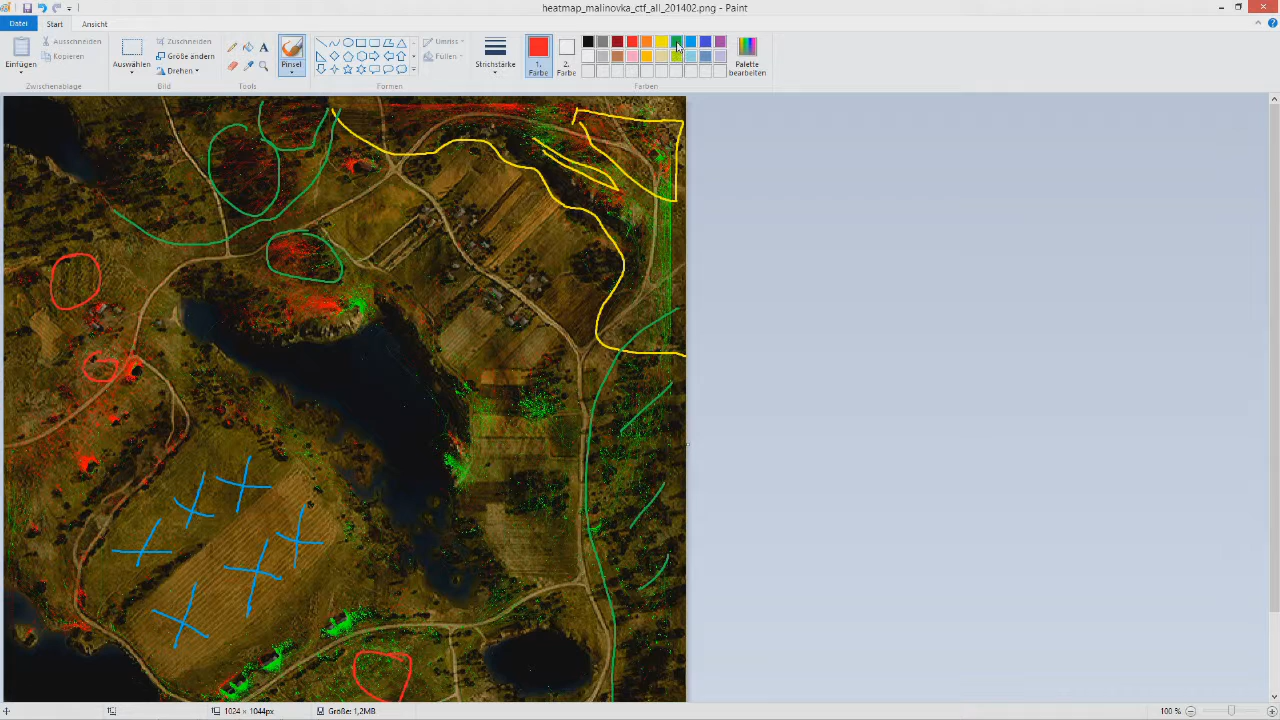 heatmap_malinovka_ctf_all_201402.png - Paint
Datei
Start
Ansicht
Einfügen
Ausschneiden
Kopieren
Zwischenablage
Auswählen
Zuschneiden
Größe ändern
Drehen
Bild
Tools
Pinsel
Umriss
Füllen
Formen
Strichstärke
1. Farbe
2. Farbe
Farben
Palette bearbeiten
1024 × 1044px
Größe: 1,2MB
100 %